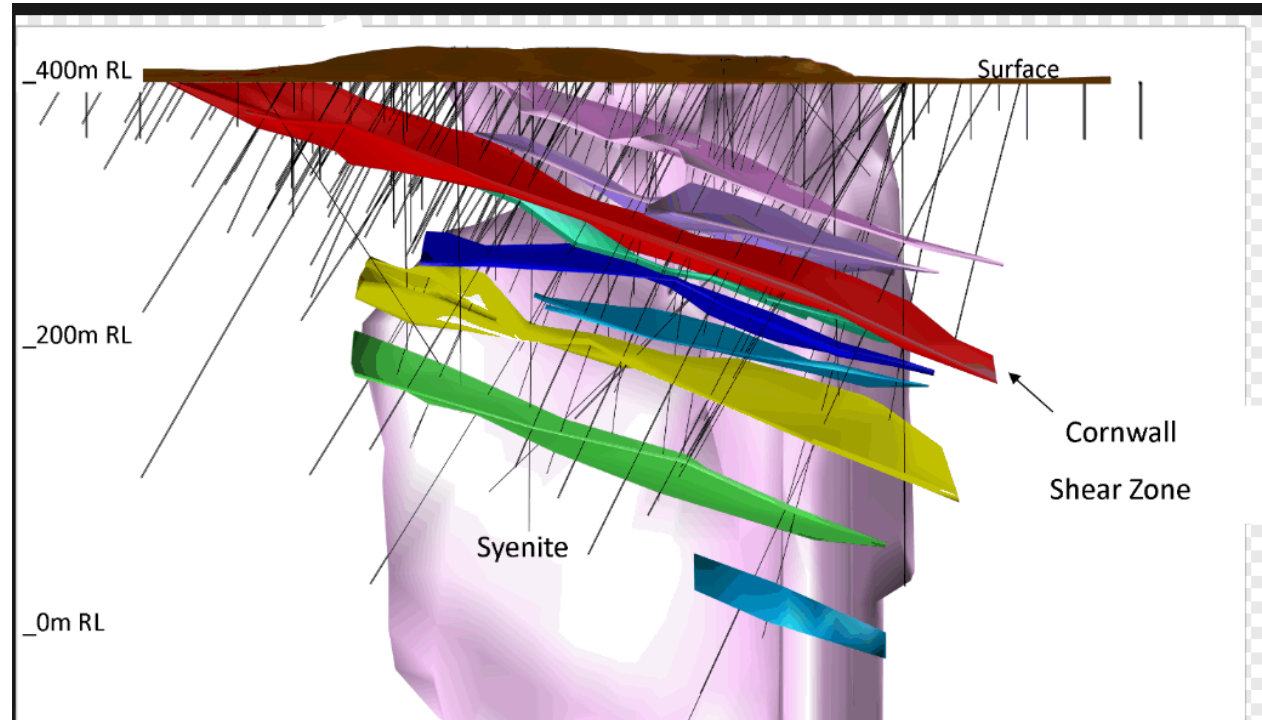 _400m RL
Surface
_200m RL
Cornwall
Shear Zone
Syenite
_0m RL